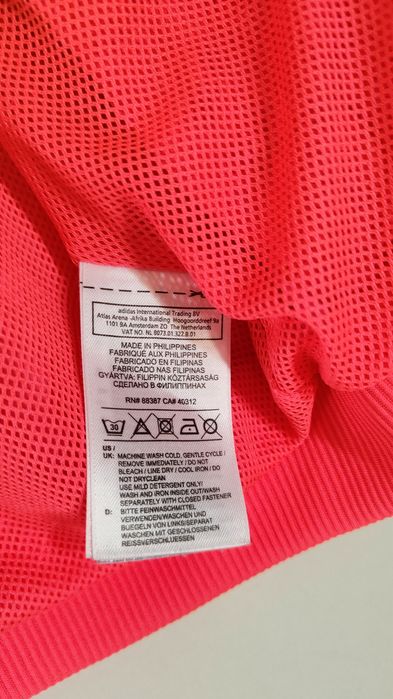 adidas International Trading BV
Atlas Arena -Afrika Building Hoogoorddreef 9a
1101 BA Amsterdam ZO The Netherlands
VAT NO. NL 8073.01.327.B.01
MADE IN PHILIPPINES
FABRIQUÉ AUX PHILIPPINES
FABRICADO EN FILIPINAS
FABRICADO NAS FILIPINAS
GYÁRTVA: FILIPPIN KÖZTÁRSASÁG
СДЕЛАНО В ФИЛИППИНАХ
RN# 88387 CA# 40312
30
US /
UK: MACHINE WASH COLD, GENTLE CYCLE /
REMOVE IMMEDIATELY / DO NOT
BLEACH / LINE DRY / COOL IRON / DO
NOT DRYCLEAN
USE MILD DETERGENT ONLY/
WASH AND IRON INSIDE OUT/WASH
SEPARATELY WITH CLOSED FASTENER
D: BITTE FEINWASCHMITTEL
VERWENDEN/WASCHEN UND
BUEGELN VON LINKS/SEPARAT
WASCHEN MIT GESCHLOSSENEN
REISSVERSCHLUESSEN